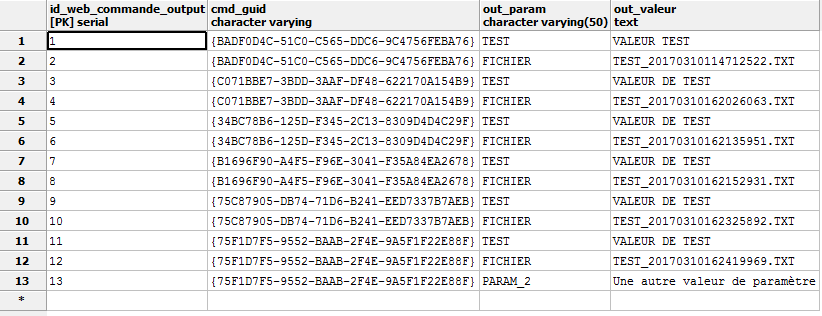 id_web_commande_output cmd_guid out_param out_valeur
[PK] serial character varying character varying(50) text
1 1 {BADF0D4C-51C0-C565-DDC6-9C4756FEBA76} TEST VALEUR TEST
2 2 {BADF0D4C-51C0-C565-DDC6-9C4756FEBA76} FICHIER TEST_20170310114712522.TXT
3 3 {C071BBE7-3BDD-3AAF-DF48-622170A154B9} TEST VALEUR DE TEST
4 4 {C071BBE7-3BDD-3AAF-DF48-622170A154B9} FICHIER TEST_20170310162026063.TXT
5 5 {34BC78B6-125D-F345-2C13-8309D4D4C29F} TEST VALEUR DE TEST
6 6 {34BC78B6-125D-F345-2C13-8309D4D4C29F} FICHIER TEST_20170310162135951.TXT
7 7 {B1696F90-A4F5-F96E-3041-F35A84EA2678} TEST VALEUR DE TEST
8 8 {B1696F90-A4F5-F96E-3041-F35A84EA2678} FICHIER TEST_20170310162152931.TXT
9 9 {75C87905-DB74-71D6-B241-EED7337B7AEB} TEST VALEUR DE TEST
10 10 {75C87905-DB74-71D6-B241-EED7337B7AEB} FICHIER TEST_20170310162325892.TXT
11 11 {75F1D7F5-9552-BAAB-2F4E-9A5F1F22E88F} TEST VALEUR DE TEST
12 12 {75F1D7F5-9552-BAAB-2F4E-9A5F1F22E88F} FICHIER TEST_20170310162419969.TXT
13 13 {75F1D7F5-9552-BAAB-2F4E-9A5F1F22E88F} PARAM_2 Une autre valeur de paramètre
*